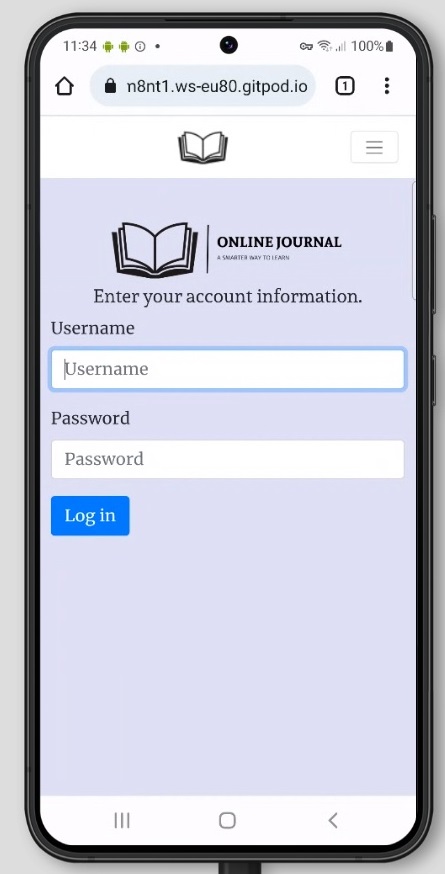 11:34
100%
n8nt1.ws-eu80.gitpod.io
1
ONLINE JOURNAL
A SMARTER WAY TO LEARN
Enter your account information.
Username
Username
Password
Password
Log in